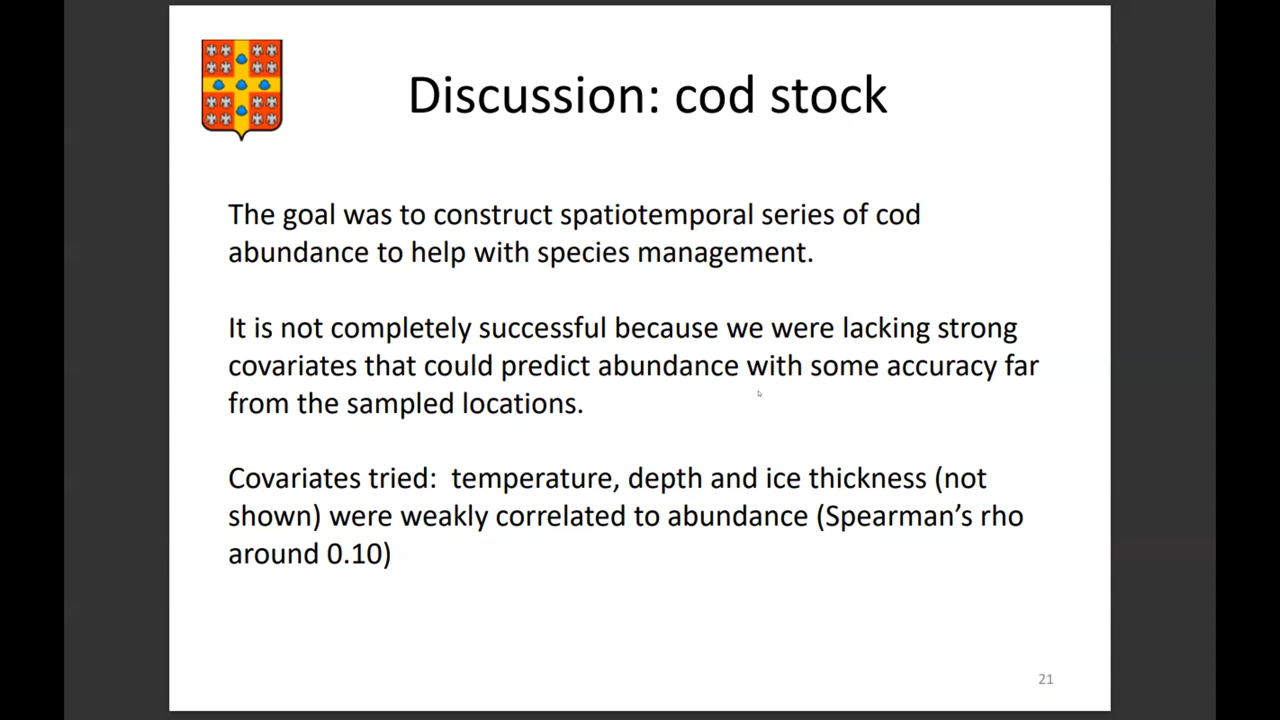 Discussion: cod stock
The goal was to construct spatiotemporal series of cod
abundance to help with species management.
It is not completely successful because we were lacking strong
covariates that could predict abundance with some accuracy far
from the sampled locations.
Covariates tried:  temperature, depth and ice thickness (not
shown) were weakly correlated to abundance (Spearman’s rho
around 0.10)
21